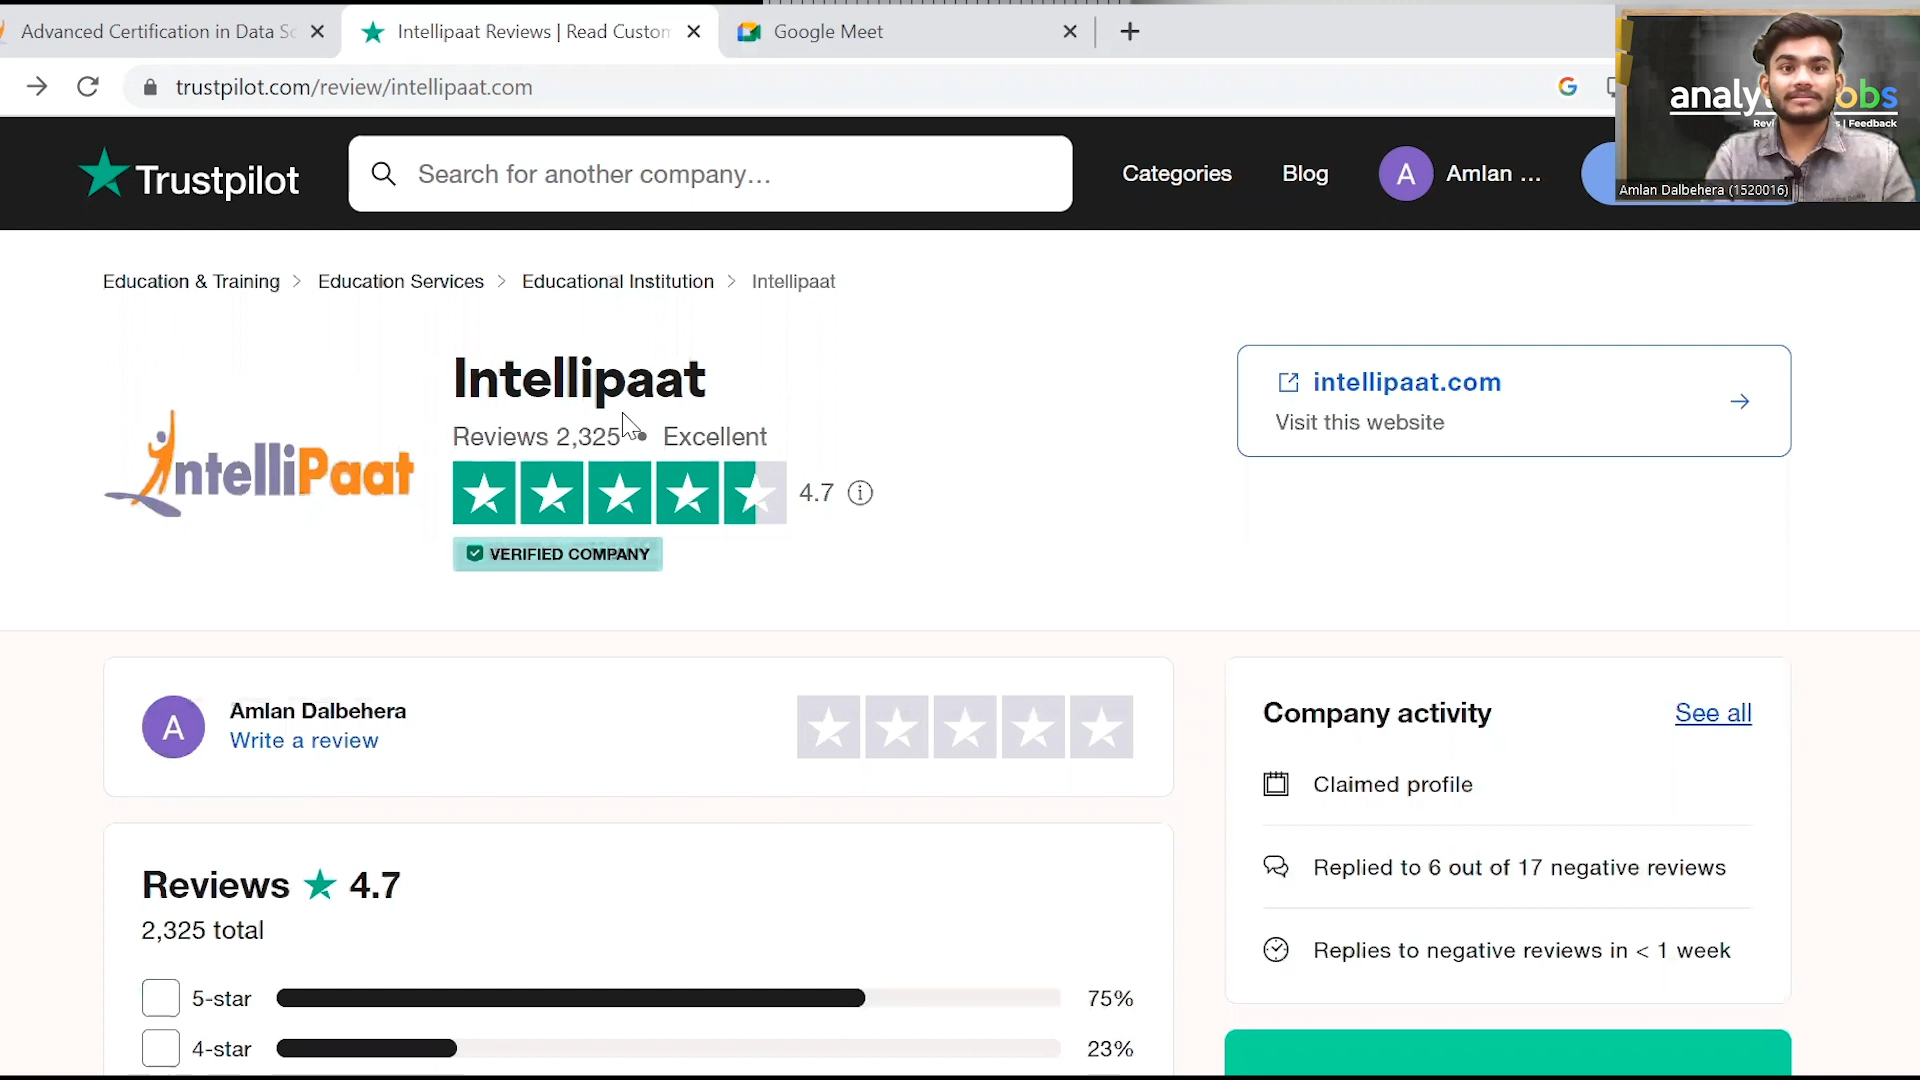 Advanced Certification in Data Sc
Intellipaat Reviews | Read Custom
Google Meet
trustpilot.com/review/intellipaat.com
Trustpilot
Search for another company...
Categories
Blog
A
Amlan ...
analy obs
| Feedback
Amlan Dalbehera (1520016)
Education & Training > Education Services > Educational Institution > Intellipaat
Intellipaat
Reviews 2,325 • Excellent
4.7
VERIFIED COMPANY
IntelliPaat
intellipaat.com
Visit this website
A
Amlan Dalbehera
Write a review
Company activity
See all
Claimed profile
Replied to 6 out of 17 negative reviews
Replies to negative reviews in < 1 week
Reviews ★ 4.7
2,325 total
5-star 75%
4-star 23%